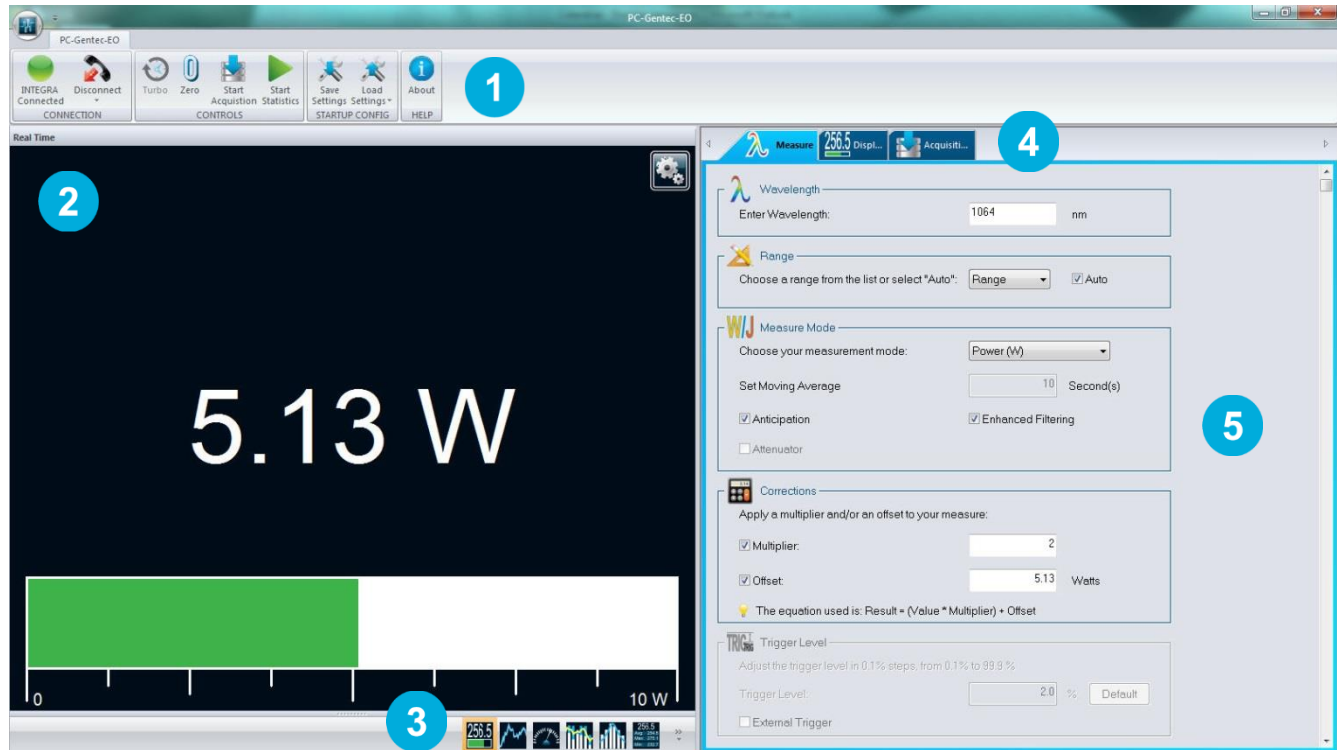 PC-Gentec-EO
PC-Gentec-EO
INTEGRA Connected
Disconnect
Turbo
Zero
Start Acquistion
Start Statistics
Save Settings
Load Settings
About
CONNECTION
CONTROLS
STARTUP CONFIG
HELP
1
Real Time
2
5.13 W
0
10 W
3
256.5
256.5
Measure
256.5 Displ...
Acquisiti...
4
λ Wavelength
Enter Wavelength: 1064 nm
Range
Choose a range from the list or select "Auto": Range Auto
W/J Measure Mode
Choose your measurement mode: Power (W)
Set Moving Average 10 Second(s)
Anticipation Enhanced Filtering
Attenuator
5
Corrections
Apply a multiplier and/or an offset to your measure:
Multiplier: 2
Offset: 5.13 Watts
The equation used is: Result = (Value * Multiplier) + Offset
TRIG Trigger Level
Adjust the trigger level in 0.1% steps, from 0.1% to 99.9 %
Trigger Level: 2.0 % Default
External Trigger